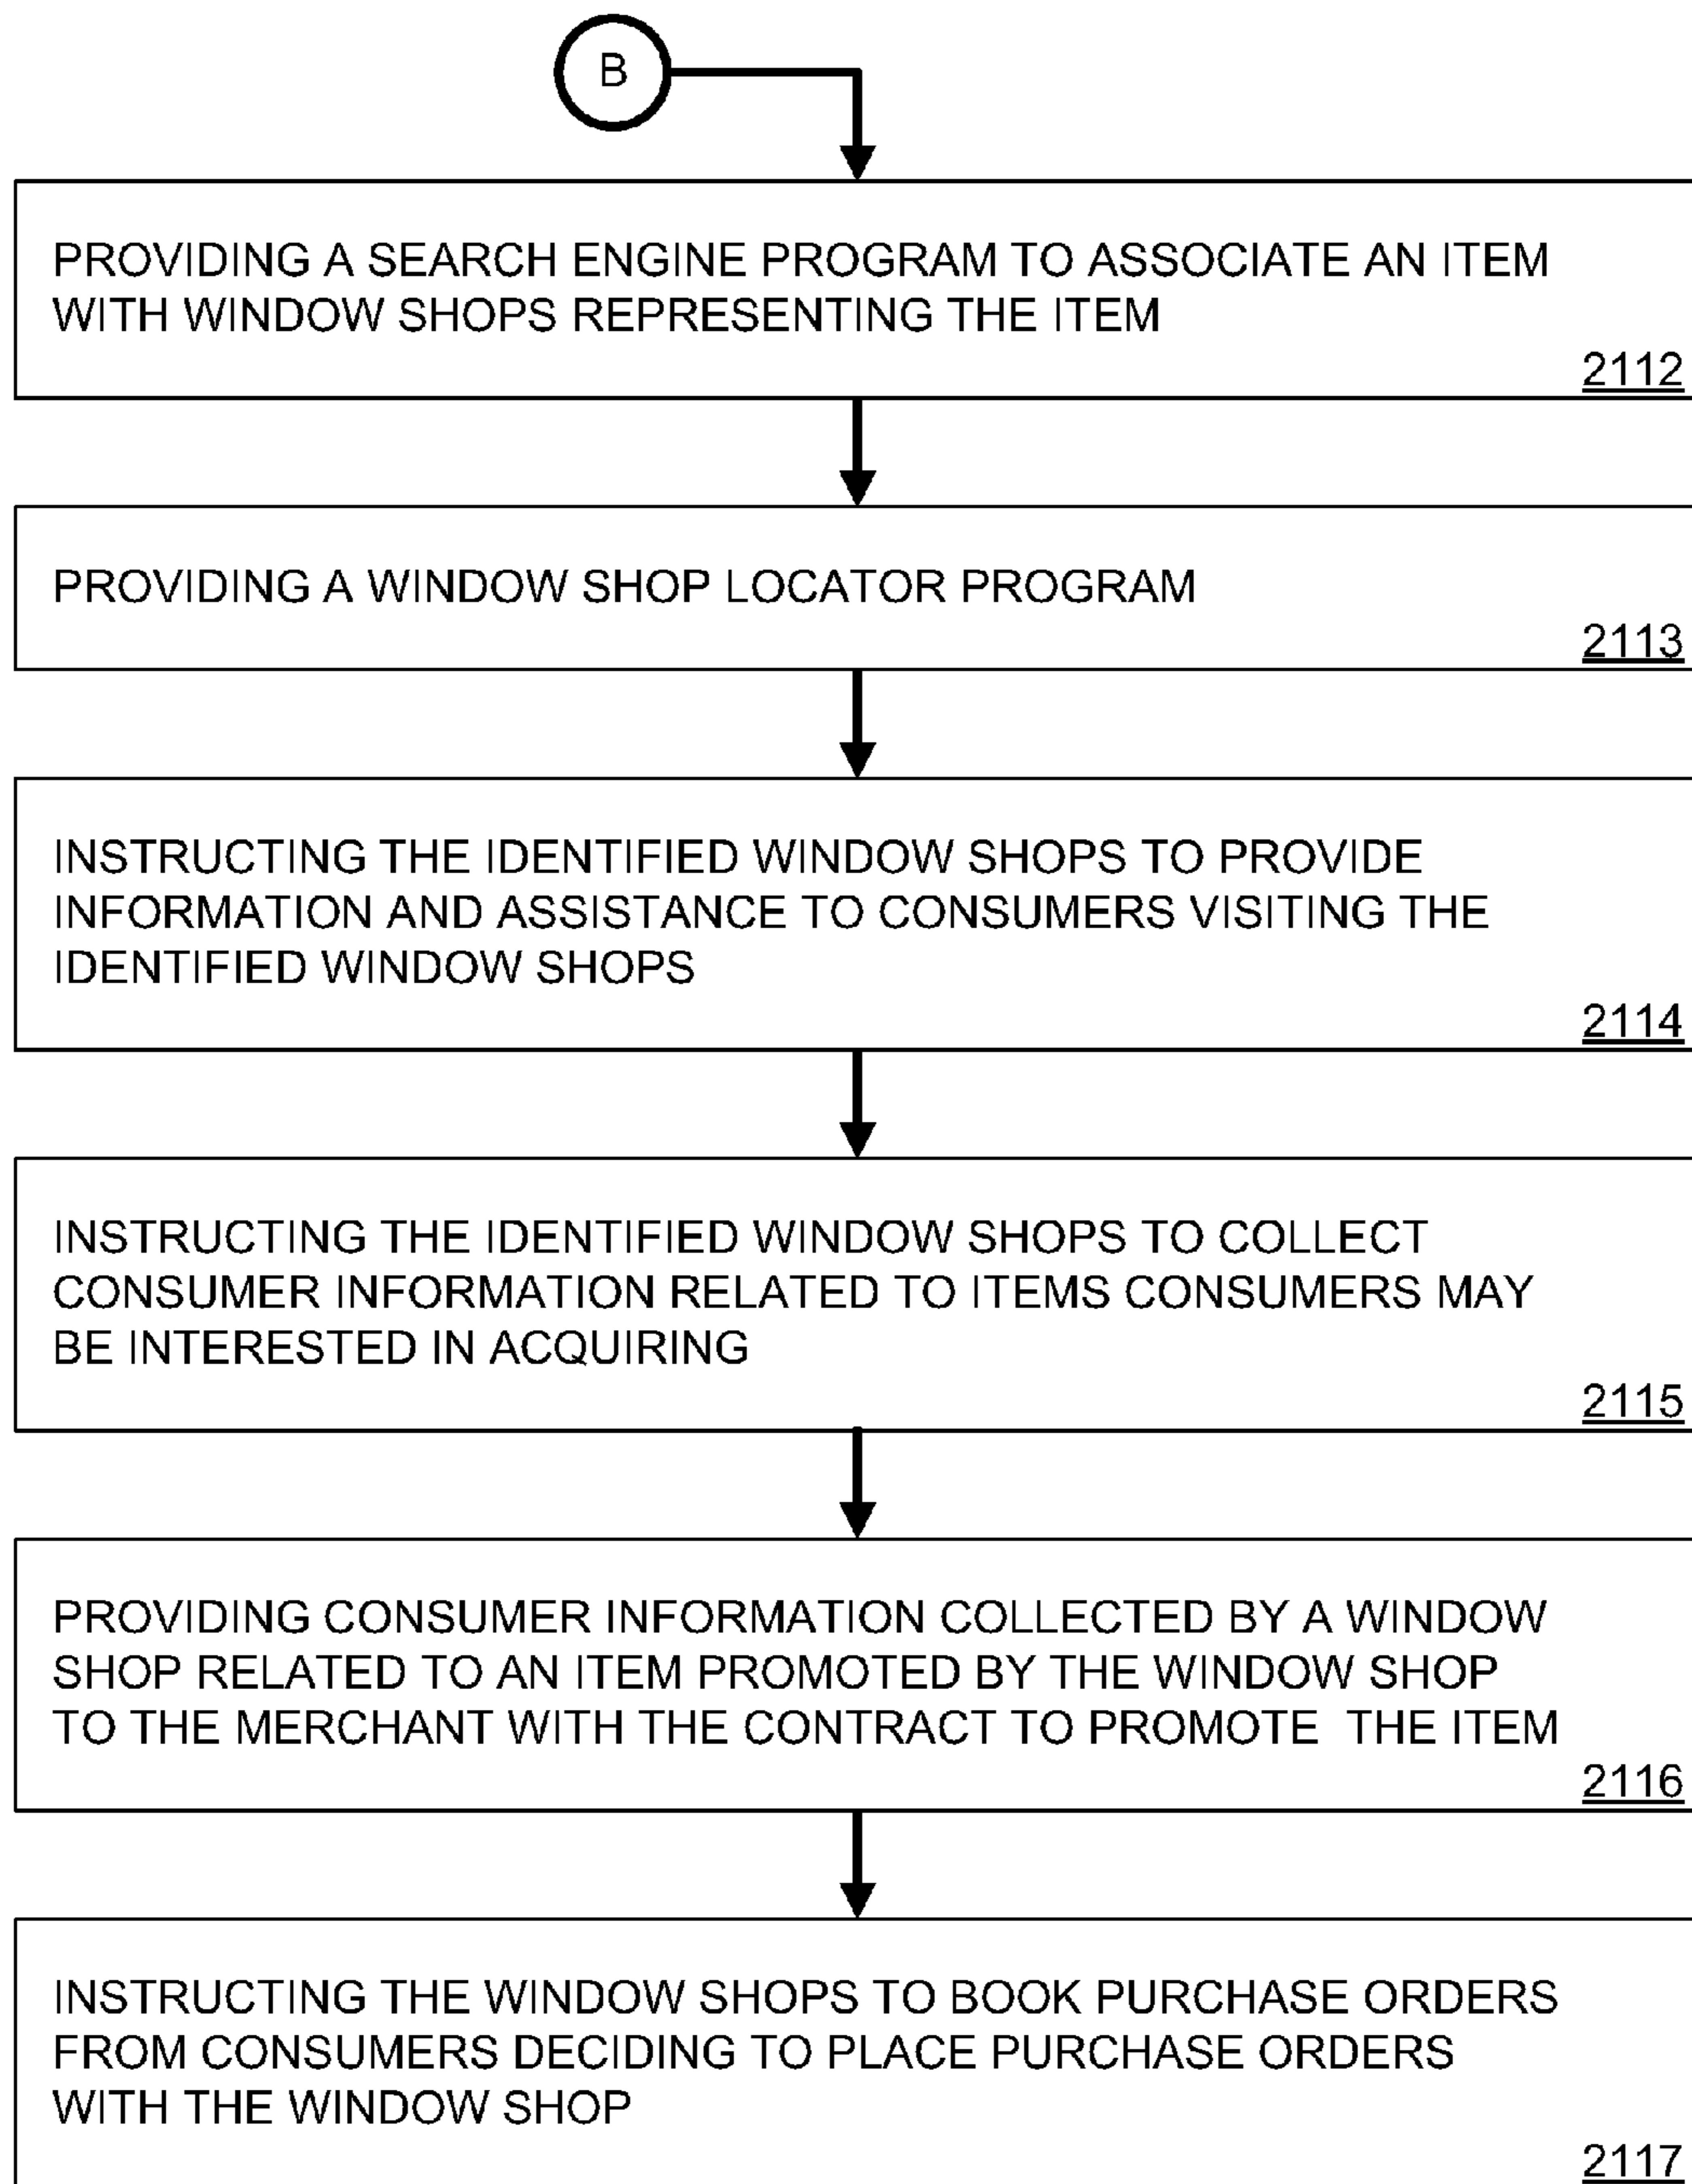 B
PROVIDING A SEARCH ENGINE PROGRAM TO ASSOCIATE AN ITEM
WITH WINDOW SHOPS REPRESENTING THE ITEM
2112
PROVIDING A WINDOW SHOP LOCATOR PROGRAM
2113
INSTRUCTING THE IDENTIFIED WINDOW SHOPS TO PROVIDE
INFORMATION AND ASSISTANCE TO CONSUMERS VISITING THE
IDENTIFIED WINDOW SHOPS
2114
INSTRUCTING THE IDENTIFIED WINDOW SHOPS TO COLLECT
CONSUMER INFORMATION RELATED TO ITEMS CONSUMERS MAY
BE INTERESTED IN ACQUIRING
2115
PROVIDING CONSUMER INFORMATION COLLECTED BY A WINDOW
SHOP RELATED TO AN ITEM PROMOTED BY THE WINDOW SHOP
TO THE MERCHANT WITH THE CONTRACT TO PROMOTE THE ITEM
2116
INSTRUCTING THE WINDOW SHOPS TO BOOK PURCHASE ORDERS
FROM CONSUMERS DECIDING TO PLACE PURCHASE ORDERS
WITH THE WINDOW SHOP
2117